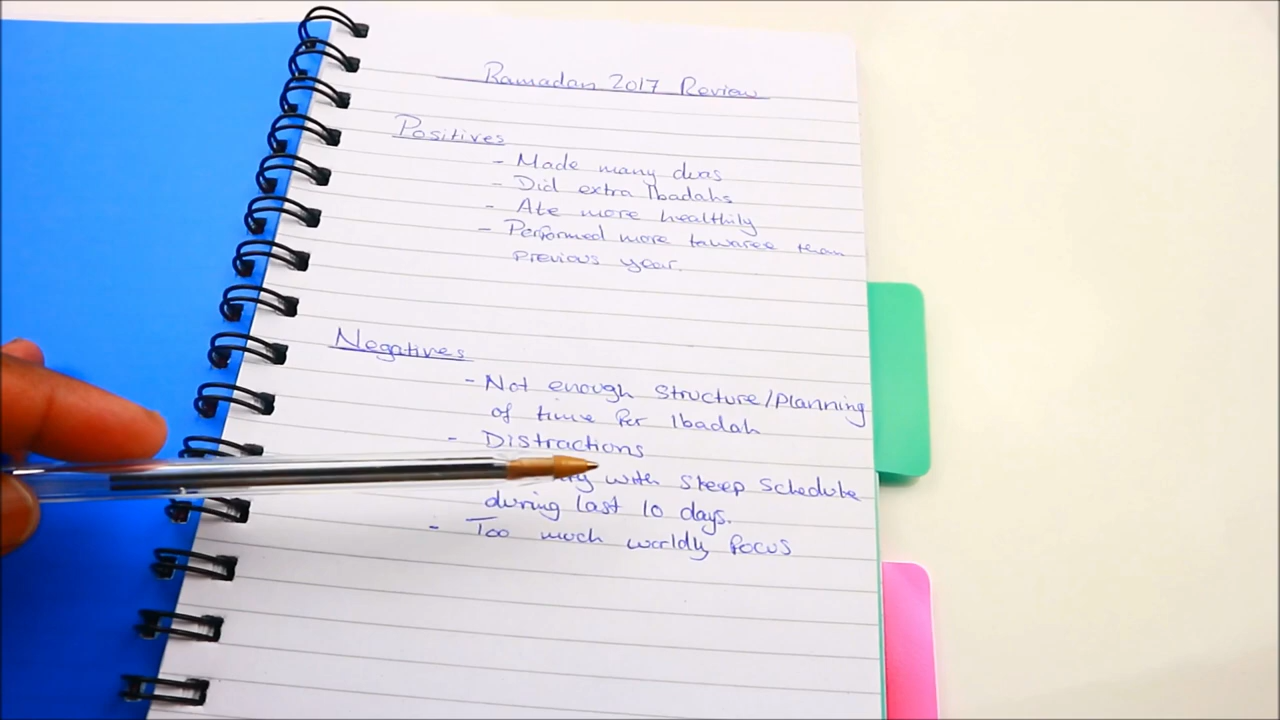 Ramadan 2017 Review
Positives
- Made many duas
- Did extra Ibadahs
- Ate more healthily
- Performed more tawaree than
previous year.
Negatives
- Not enough structure/planning
of time for Ibadah
- Distractions
with sleep schedule
during last 10 days.
- Too much worldly focus